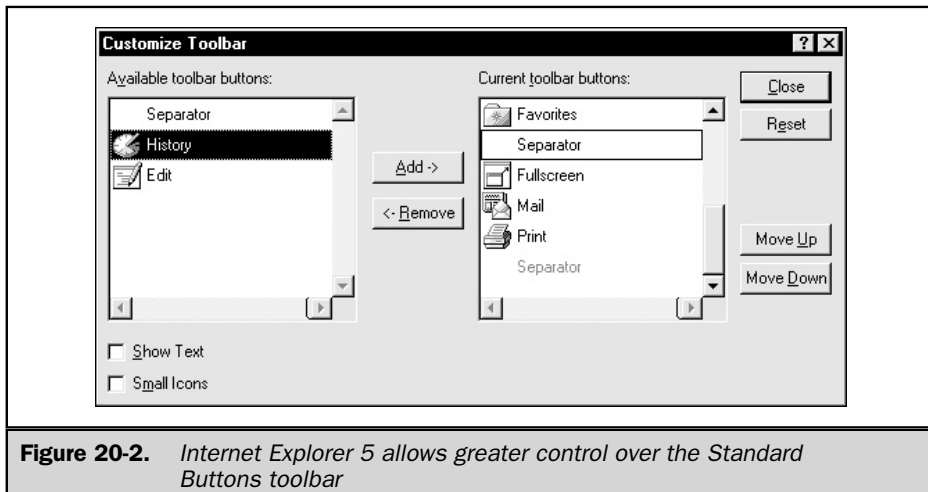 Customize Toolbar
Available toolbar buttons:
Separator
History
Edit
Add ->
<- Remove
Current toolbar buttons:
Favorites
Separator
Fullscreen
Mail
Print
Separator
Close
Reset
Move Up
Move Down
Show Text
Small Icons
Figure 20-2. Internet Explorer 5 allows greater control over the Standard
Buttons toolbar